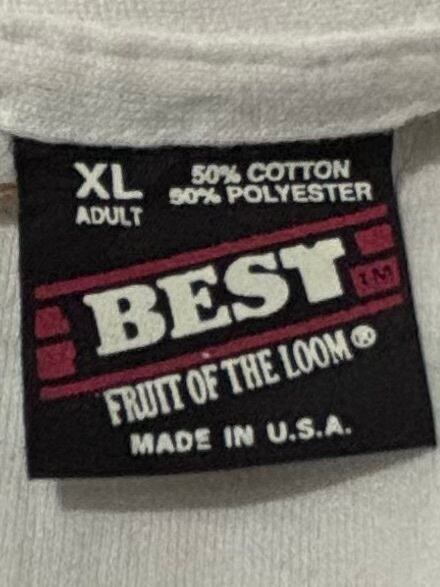 XL
ADULT
50% COTTON
50% POLYESTER
BEST
TM
FRUIT OF THE LOOM®
MADE IN U.S.A.